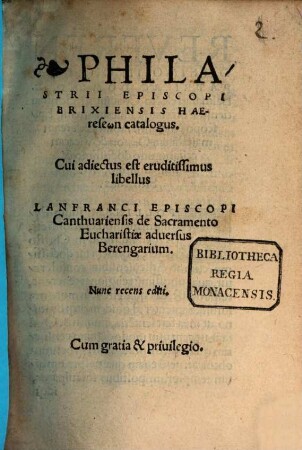 2.
PHILA/
STRII EPISCOPI
BRIXIENSIS HAE-
reseωn catalogus.
Cui adiectus est eruditissimus
libellus
LANFRANCI EPISCOPI
Canthuariensis de Sacramento
Eucharistiæ aduersus
Berengarium.
Nunc recens editi.
BIBLIOTHECA
REGIA
MONACENSIS.
Cum gratia & priuilegio.